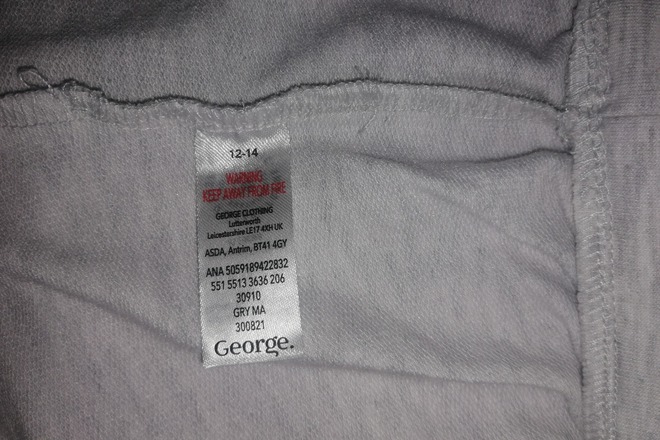 12-14
WARNING
KEEP AWAY FROM FIRE
GEORGE CLOTHING
Lutterworth
Leicestershire LE17 4XH UK
ASDA, Antrim, BT41 4GY
ANA 5059189422832
551 5513 3636 206
30910
GRY MA
300821
George.